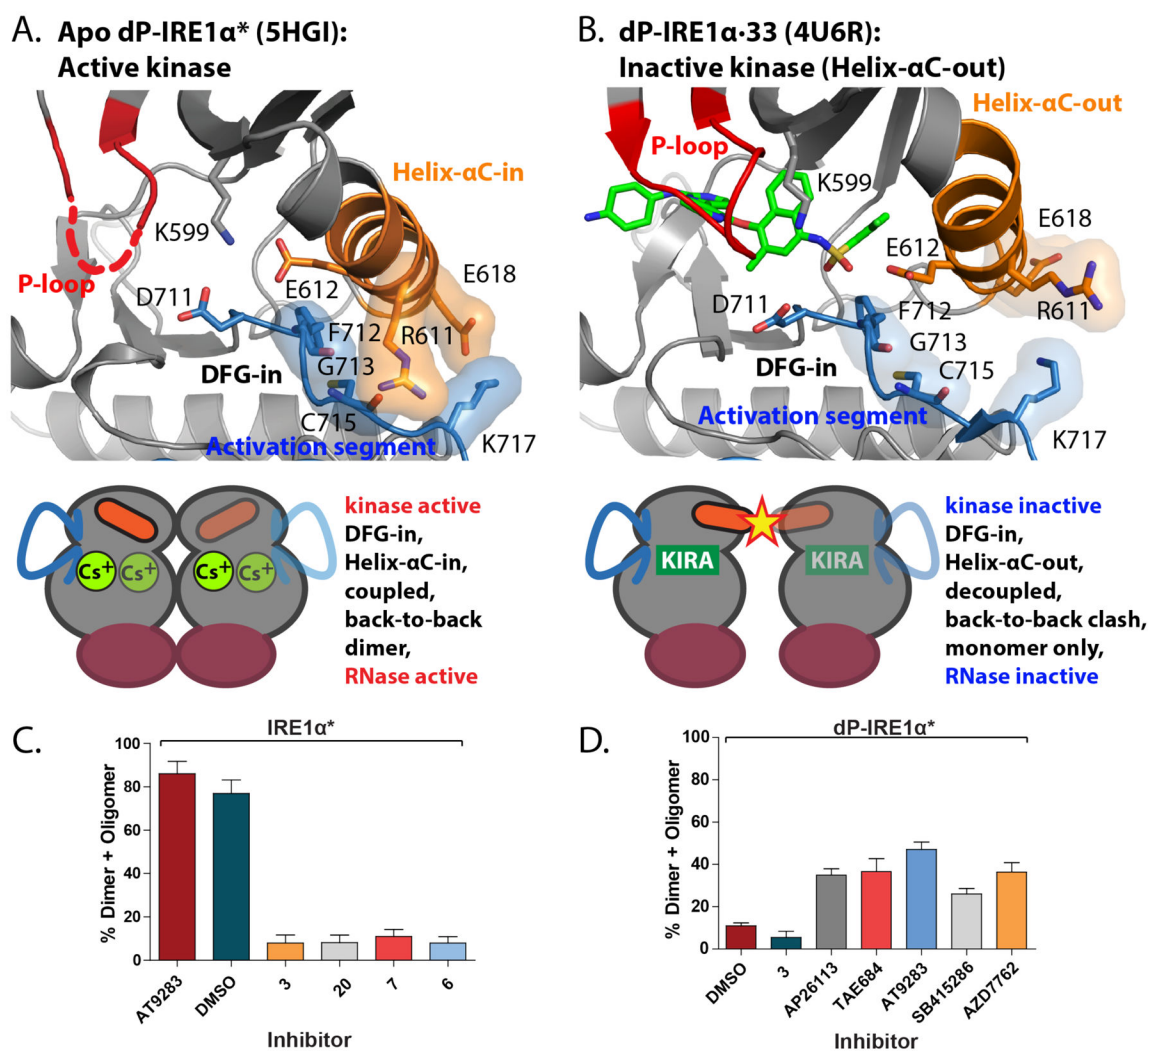 A. Apo dP-IRE1α* (5HGI):
Active kinase
Helix-αC-in
K599
P-loop
D711
E612
E618
F712
R611
G713
DFG-in
C715
Activation segment
K717
Cs+ Cs+ Cs+ Cs+
kinase active
DFG-in,
Helix-αC-in,
coupled,
back-to-back
dimer,
RNase active
B. dP-IRE1α·33 (4U6R):
Inactive kinase (Helix-αC-out)
Helix-αC-out
P-loop
K599
E618
E612
D711
F712
R611
G713
DFG-in
C715
Activation segment
K717
KIRA KIRA
kinase inactive
DFG-in,
Helix-αC-out,
decoupled,
back-to-back clash,
monomer only,
RNase inactive
C.
IRE1α*
% Dimer + Oligomer
100
80
60
40
20
0
AT9283
DMSO
3
20
7
6
Inhibitor
D.
dP-IRE1α*
% Dimer + Oligomer
100
80
60
40
20
0
DMSO
3
AP26113
TAE684
AT9283
SB415286
AZD7762
Inhibitor